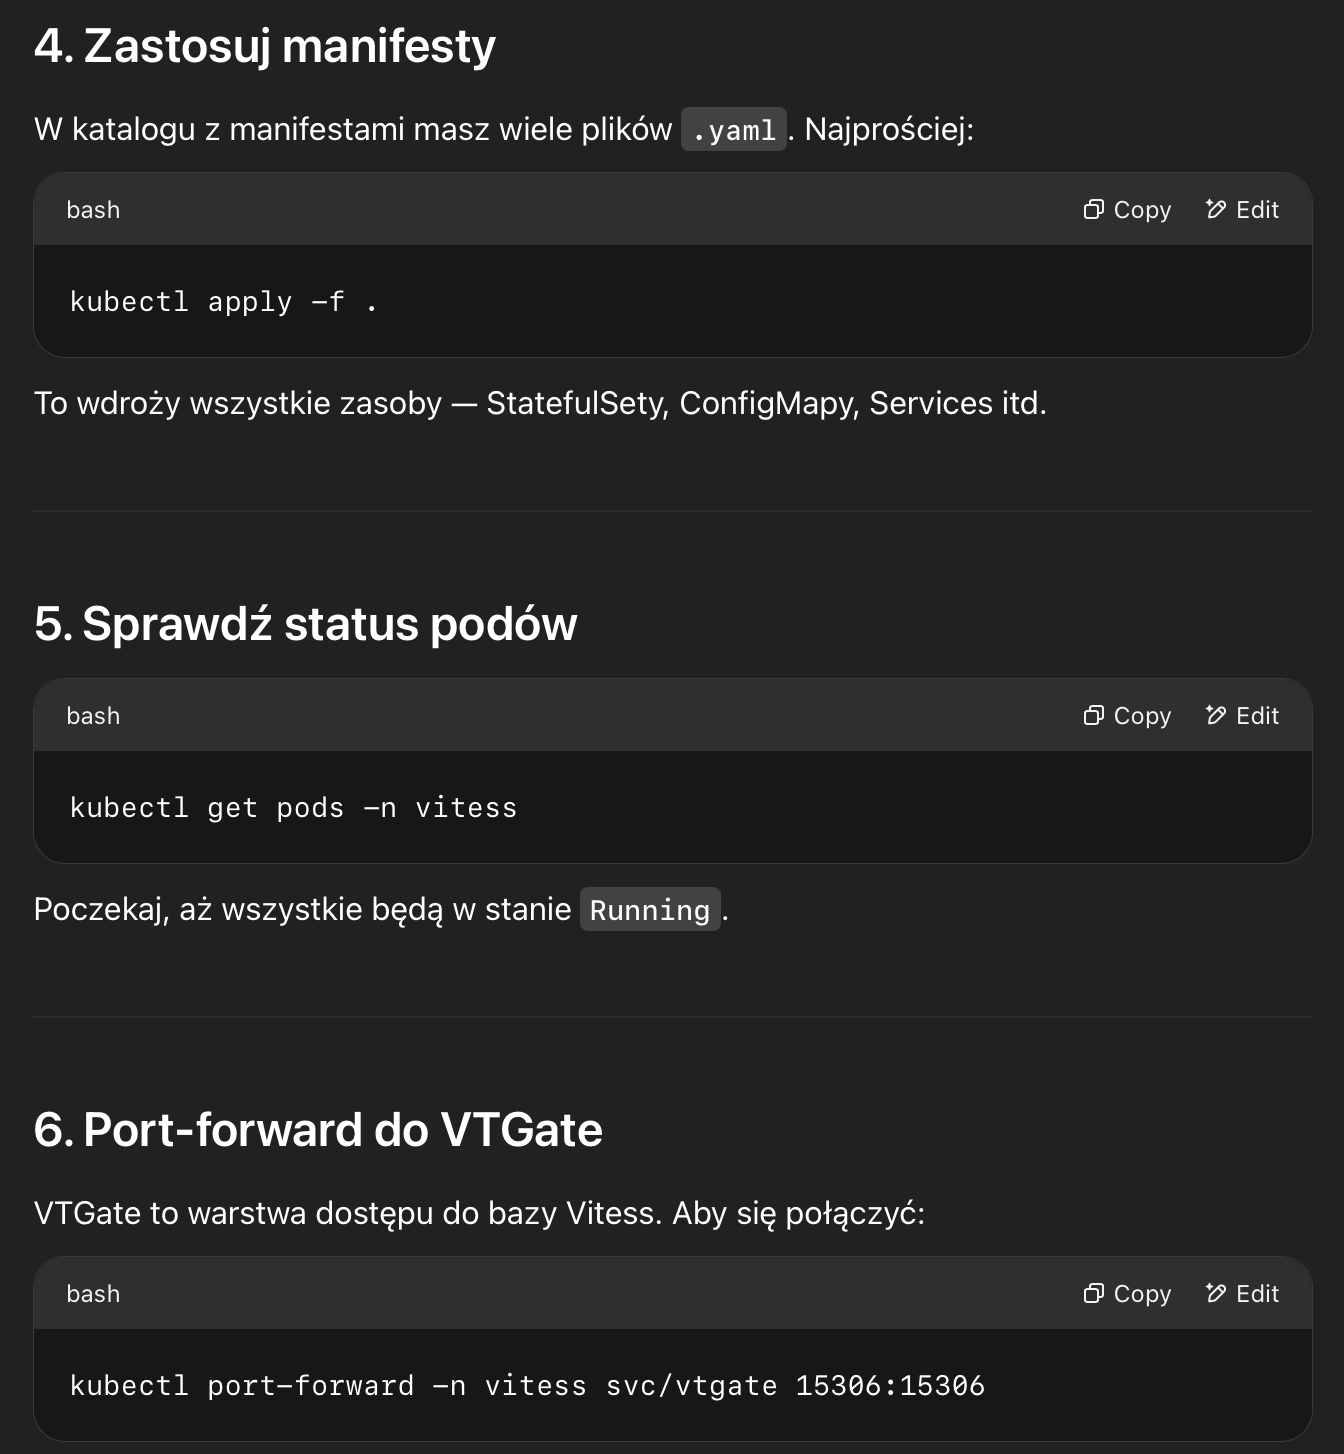 4. Zastosuj manifesty
W katalogu z manifestami masz wiele plików .yaml. Najprościej:
bash
Copy
Edit
kubectl apply -f .
To wdroży wszystkie zasoby — StatefulSety, ConfigMapy, Services itd.
5. Sprawdź status podów
bash
Copy
Edit
kubectl get pods -n vitess
Poczekaj, aż wszystkie będą w stanie Running.
6. Port-forward do VTGate
VTGate to warstwa dostępu do bazy Vitess. Aby się połączyć:
bash
Copy
Edit
kubectl port-forward -n vitess svc/vtgate 15306:15306